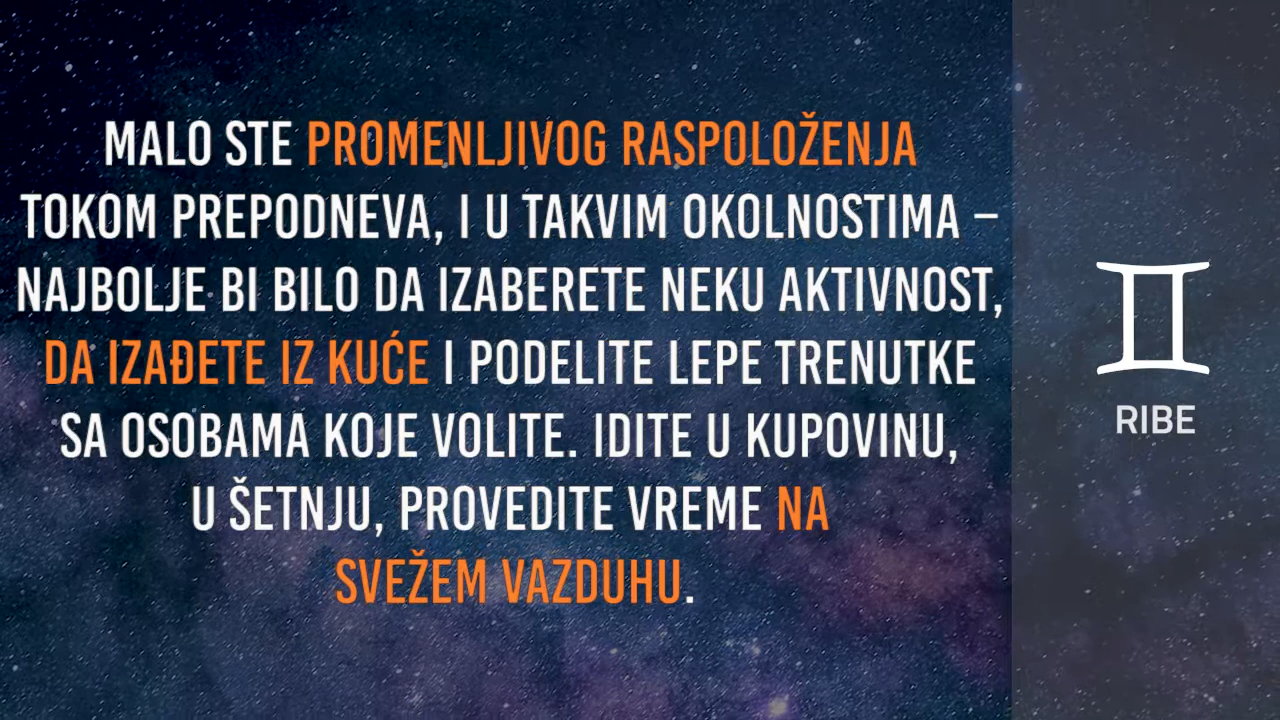 MALO STE PROMENLJIVOG RASPOLOŽENJA
TOKOM PREPODNEVA, I U TAKVIM OKOLNOSTIMA –
NAJBOLJE BI BILO DA IZABERETE NEKU AKTIVNOST,
DA IZAĐETE IZ KUĆE I PODELITE LEPE TRENUTKE
SA OSOBAMA KOJE VOLITE. IDITE U KUPOVINU,
U ŠETNJU, PROVEDITE VREME NA
SVEŽEM VAZDUHU.
RIBE